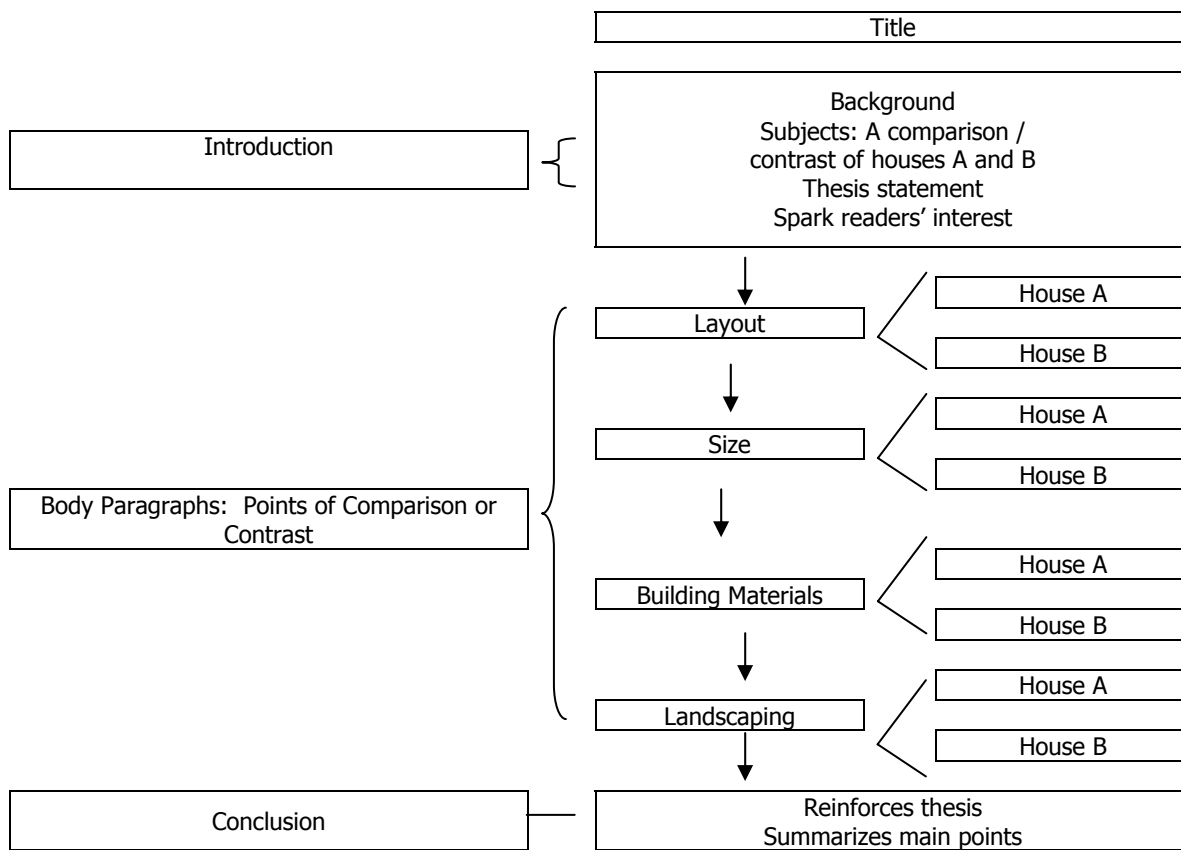 Title
Introduction
Background
Subjects: A comparison /
contrast of houses A and B
Thesis statement
Spark readers’ interest
Body Paragraphs:  Points of Comparison or
Contrast
Layout
House A
House B
Size
House A
House B
Building Materials
House A
House B
Landscaping
House A
House B
Conclusion
Reinforces thesis
Summarizes main points